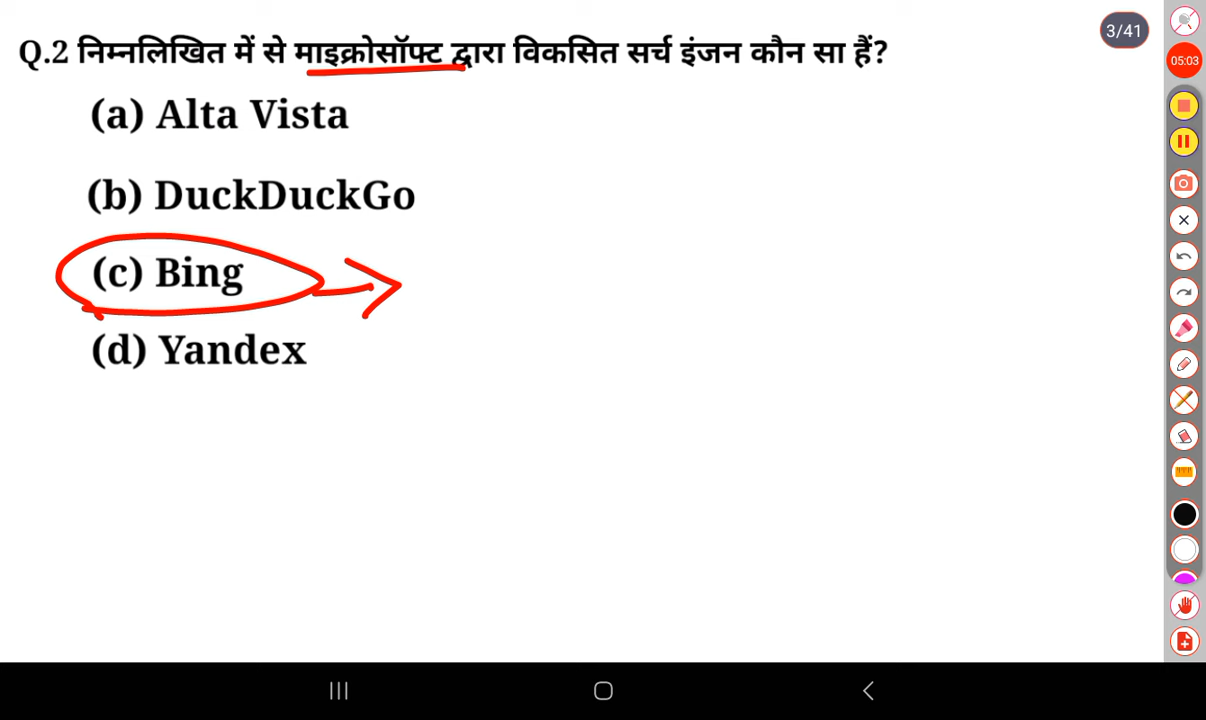 3/41
05:03
Q.2 निम्नलिखित में से माइक्रोसॉफ्ट द्वारा विकसित सर्च इंजन कौन सा हैं?
(a) Alta Vista
(b) DuckDuckGo
(c) Bing
(d) Yandex